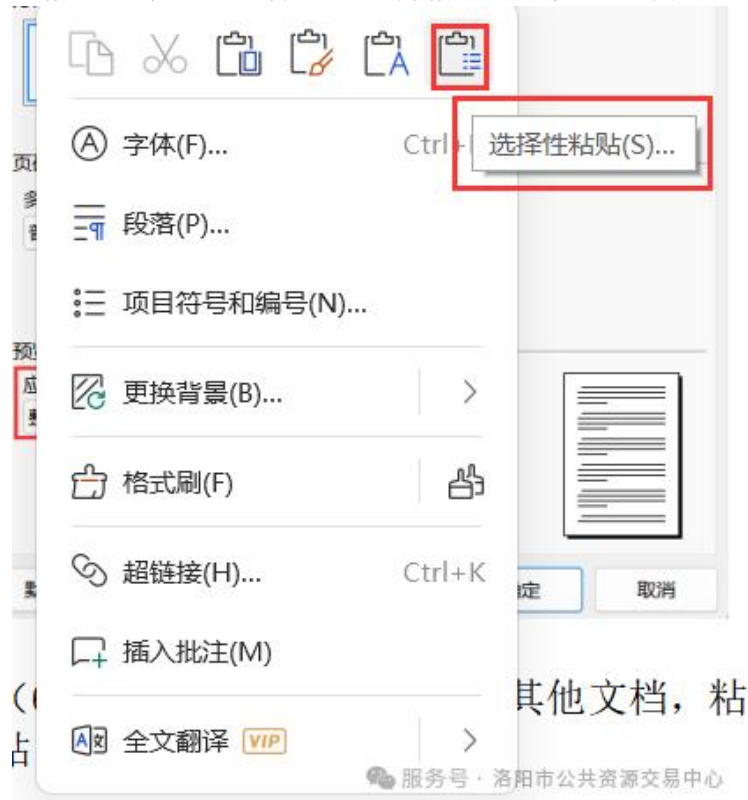 字体(F)... Ctrl+
选择性粘贴(S)...
段落(P)...
项目符号和编号(N)...
更换背景(B)...
格式刷(F)
超链接(H)... Ctrl+K
取消
插入批注(M)
其他文档，粘
全文翻译 VIP
服务号 · 洛阳市公共资源交易中心